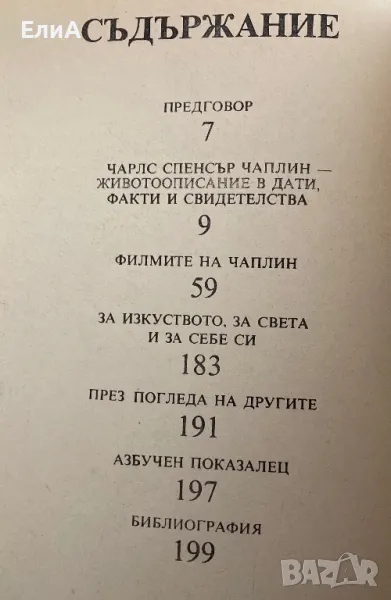 ЕлиА
СЪДЪРЖАНИЕ
ПРЕДГОВОР
7
ЧАРЛС СПЕНСЪР ЧАПЛИН —
ЖИВОТООПИСАНИЕ В ДАТИ,
ФАКТИ И СВИДЕТЕЛСТВА
9
ФИЛМИТЕ НА ЧАПЛИН
59
ЗА ИЗКУСТВОТО, ЗА СВЕТА
И ЗА СЕБЕ СИ
183
ПРЕЗ ПОГЛЕДА НА ДРУГИТЕ
191
АЗБУЧЕН ПОКАЗАЛЕЦ
197
БИБЛИОГРАФИЯ
199
BAZAR